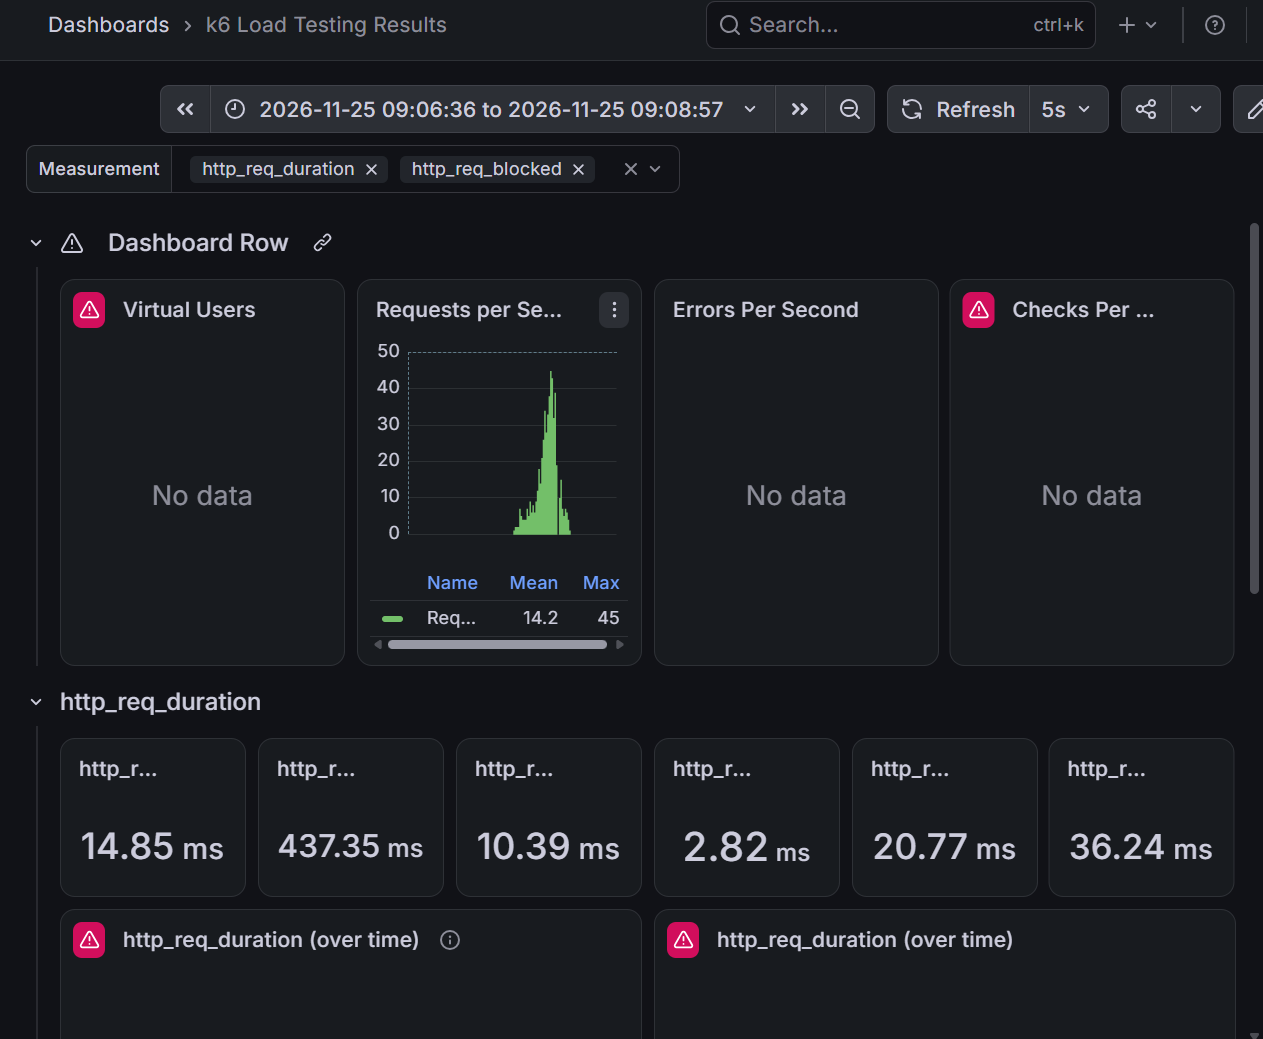 Dashboards › k6 Load Testing Results
Search... ctrl+k
2026-11-25 09:06:36 to 2026-11-25 09:08:57 Refresh 5s
Measurement http_req_duration http_req_blocked
Dashboard Row
Virtual Users
No data
Requests per Se...
50
40
30
20
10
0
Name Mean Max
Req... 14.2 45
Errors Per Second
No data
Checks Per ...
No data
http_req_duration
http_r...
14.85 ms
http_r...
437.35 ms
http_r...
10.39 ms
http_r...
2.82 ms
http_r...
20.77 ms
http_r...
36.24 ms
http_req_duration (over time)
http_req_duration (over time)